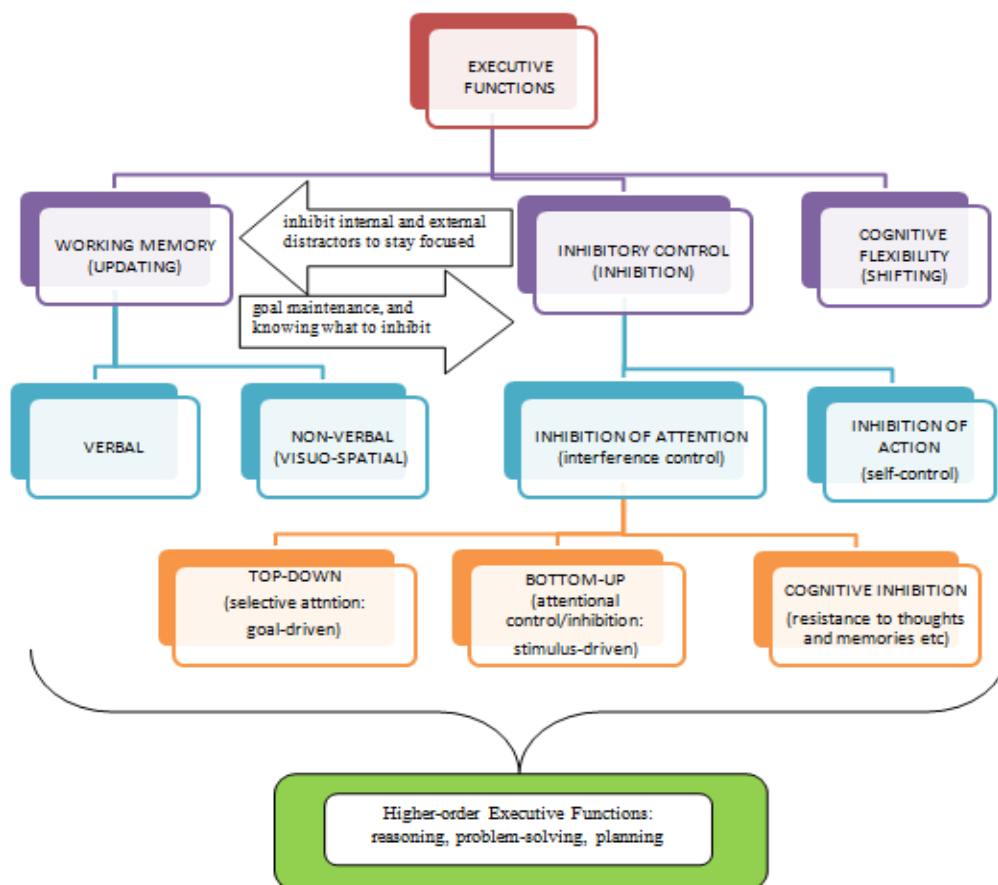 EXECUTIVE
FUNCTIONS
WORKING MEMORY
(UPDATING)
inhibit internal and external
distractors to stay focused
goal maintenance, and
knowing what to inhibit
INHIBITORY CONTROL
(INHIBITION)
COGNITIVE
FLEXIBILITY
(SHIFTING)
VERBAL
NON-VERBAL
(VISUO-SPATIAL)
INHIBITION OF ATTENTION
(interference control)
INHIBITION OF
ACTION
(self-control)
TOP-DOWN
(selective attntion:
goal-driven)
BOTTOM-UP
(attentional
control/inhibition:
stimulus-driven)
COGNITIVE INHIBITION
(resistance to thoughts
and memories etc)
Higher-order Executive Functions:
reasoning, problem-solving, planning